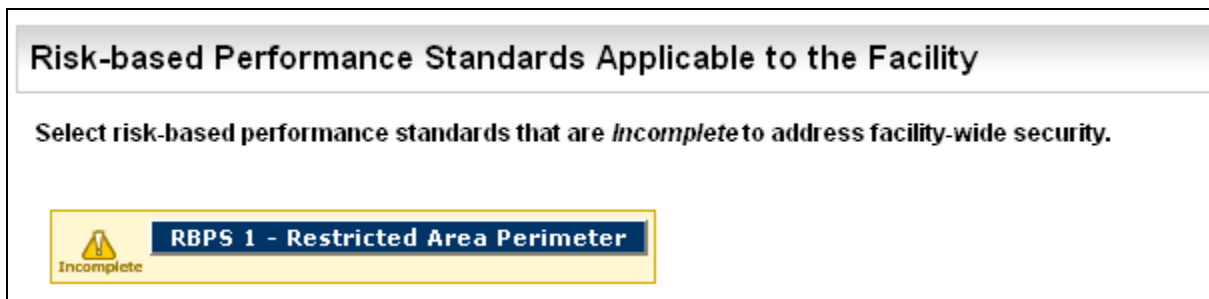 Risk-based Performance Standards Applicable to the Facility
Select risk-based performance standards that are Incomplete to address facility-wide security.
RBPS 1 - Restricted Area Perimeter
Incomplete